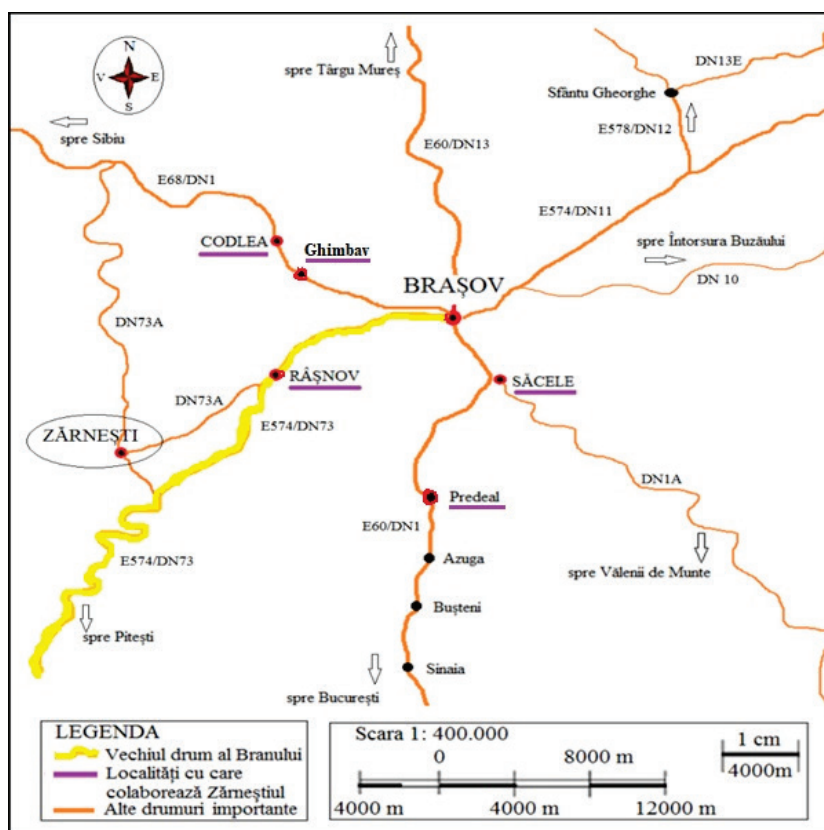 N
V E
S
spre Târgu Mureș
DN13E
Sfântu Gheorghe
E578/DN12
spre Sibiu
E68/DN1
E60/DN13
E574/DN11
CODLEA
Ghimbav
spre Întorsura Buzăului
BRAȘOV
DN 10
DN73A
RÂȘNOV
SĂCELE
DN73A
ZĂRNEȘTI
E574/DN73
Predeal
DN1A
E60/DN1
E574/DN73
Azuga
spre Vălenii de Munte
Bușteni
spre Pitești
Sinaia
spre București
LEGENDA
Vechiul drum al Branului
Localități cu care
colaborează Zărneștiul
Alte drumuri importante
Scara 1: 400.000
0 8000 m
4000 m 4000 m 12000 m
1 cm
4000m